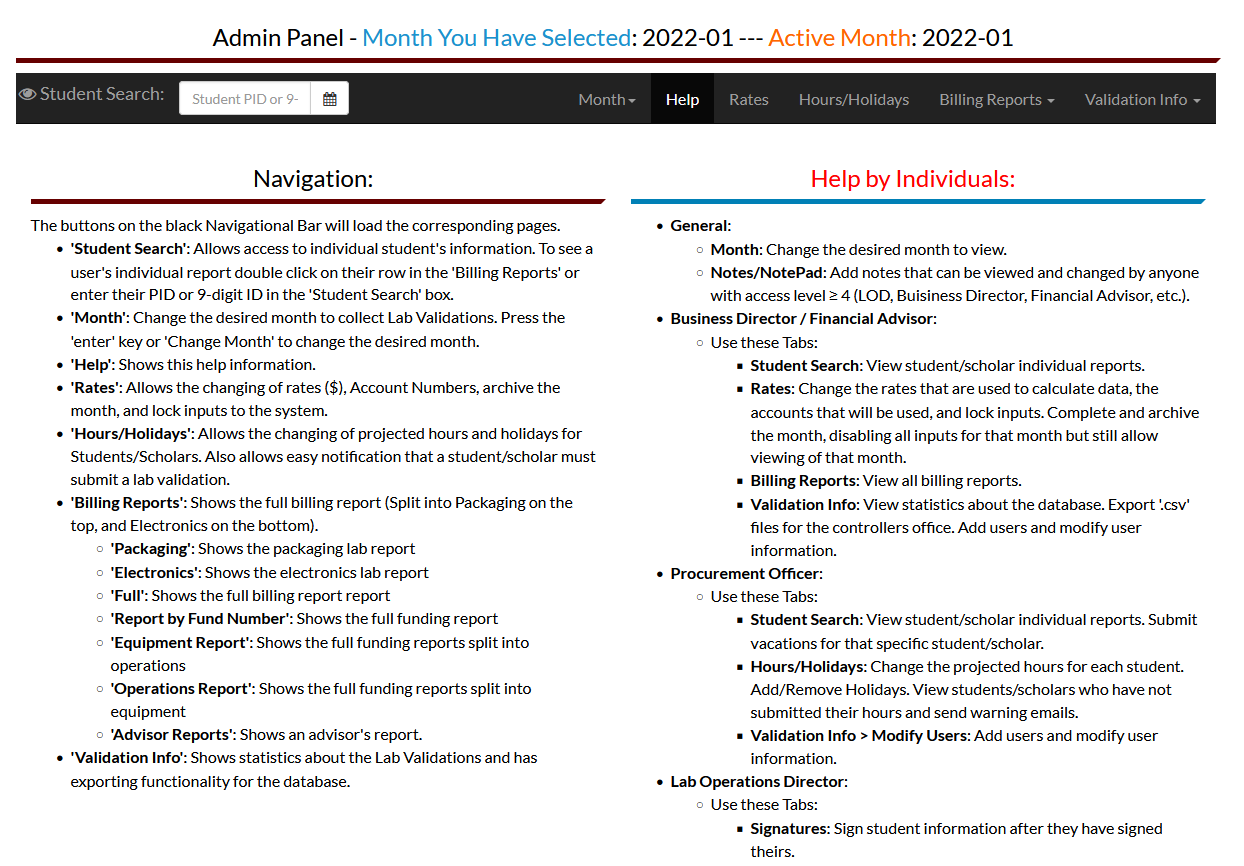 Admin Panel - Month You Have Selected: 2022-01 --- Active Month: 2022-01
Student Search: Student PID or 9- Month Help Rates Hours/Holidays Billing Reports Validation Info
Navigation:
The buttons on the black Navigational Bar will load the corresponding pages.
'Student Search': Allows access to individual student's information. To see a
user's individual report double click on their row in the 'Billing Reports' or
enter their PID or 9-digit ID in the 'Student Search' box.
'Month': Change the desired month to collect Lab Validations. Press the
'enter' key or 'Change Month' to change the desired month.
'Help': Shows this help information.
'Rates': Allows the changing of rates ($), Account Numbers, archive the
month, and lock inputs to the system.
'Hours/Holidays': Allows the changing of projected hours and holidays for
Students/Scholars. Also allows easy notification that a student/scholar must
submit a lab validation.
'Billing Reports': Shows the full billing report (Split into Packaging on the
top, and Electronics on the bottom).
'Packaging': Shows the packaging lab report
'Electronics': Shows the electronics lab report
'Full': Shows the full billing report report
'Report by Fund Number': Shows the full funding report
'Equipment Report': Shows the full funding reports split into
operations
'Operations Report': Shows the full funding reports split into
equipment
'Advisor Reports': Shows an advisor's report.
'Validation Info': Shows statistics about the Lab Validations and has
exporting functionality for the database.
Help by Individuals:
General:
Month: Change the desired month to view.
Notes/NotePad: Add notes that can be viewed and changed by anyone
with access level ≥ 4 (LOD, Buisiness Director, Financial Advisor, etc.).
Business Director / Financial Advisor:
Use these Tabs:
Student Search: View student/scholar individual reports.
Rates: Change the rates that are used to calculate data, the
accounts that will be used, and lock inputs. Complete and archive
the month, disabling all inputs for that month but still allow
viewing of that month.
Billing Reports: View all billing reports.
Validation Info: View statistics about the database. Export '.csv'
files for the controllers office. Add users and modify user
information.
Procurement Officer:
Use these Tabs:
Student Search: View student/scholar individual reports. Submit
vacations for that specific student/scholar.
Hours/Holidays: Change the projected hours for each student.
Add/Remove Holidays. View students/scholars who have not
submitted their hours and send warning emails.
Validation Info > Modify Users: Add users and modify user
information.
Lab Operations Director:
Use these Tabs:
Signatures: Sign student information after they have signed
theirs.